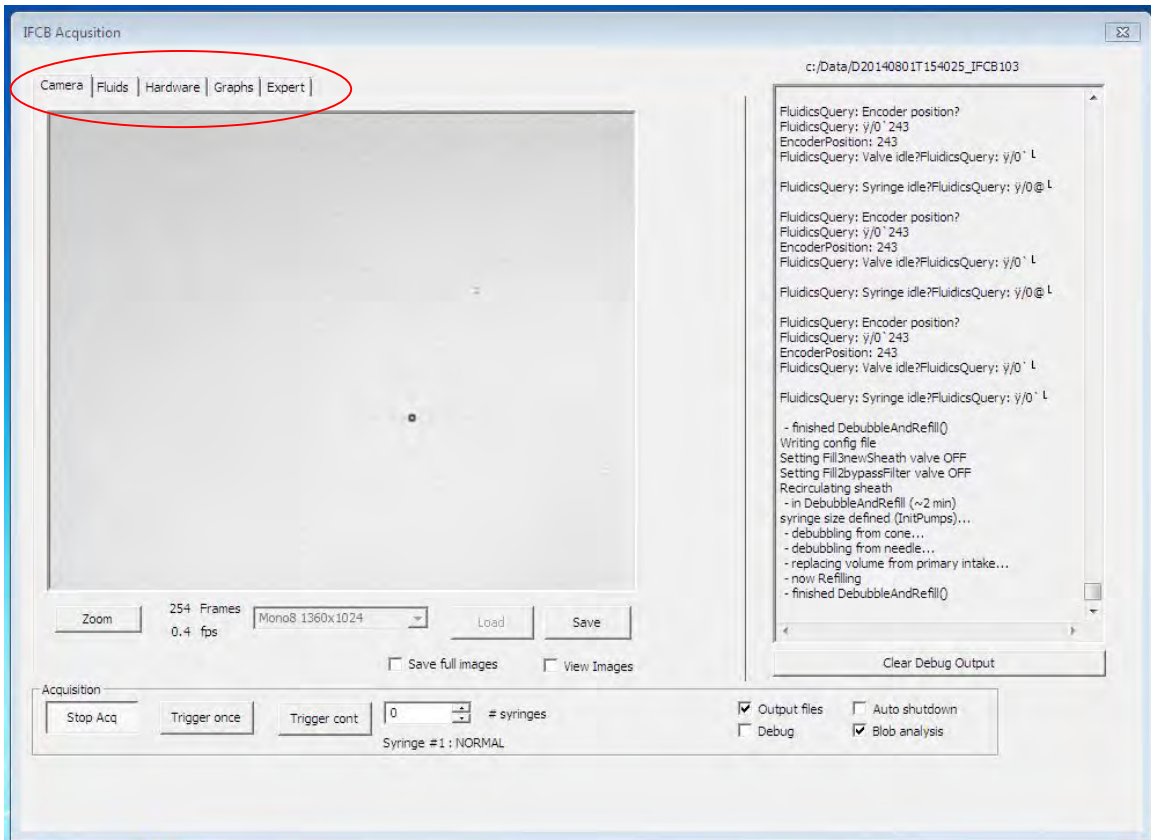 IFCB Acqusition
Camera Fluids Hardware Graphs Expert
c:/Data/D20140801T154025_IFCB103
FluidicsQuery: Encoder position?
FluidicsQuery: ÿ/0`243
EncoderPosition: 243
FluidicsQuery: Valve idle?FluidicsQuery: ÿ/0` L
FluidicsQuery: Syringe idle?FluidicsQuery: ÿ/0@ L
FluidicsQuery: Encoder position?
FluidicsQuery: ÿ/0`243
EncoderPosition: 243
FluidicsQuery: Valve idle?FluidicsQuery: ÿ/0` L
FluidicsQuery: Syringe idle?FluidicsQuery: ÿ/0@ L
FluidicsQuery: Encoder position?
FluidicsQuery: ÿ/0`243
EncoderPosition: 243
FluidicsQuery: Valve idle?FluidicsQuery: ÿ/0` L
FluidicsQuery: Syringe idle?FluidicsQuery: ÿ/0` L
- finished DebubbleAndRefill()
Writing config file
Setting Fill3newSheath valve OFF
Setting Fill2bypassFilter valve OFF
Recirculating sheath
- in DebubbleAndRefill (~2 min)
syringe size defined (InitPumps)...
- debubbling from cone...
- debubbling from needle...
- replacing volume from primary intake...
- now Refilling
- finished DebubbleAndRefill()
Clear Debug Output
Zoom
254 Frames
0.4 fps
Mono8 1360x1024
Load
Save
Save full images
View Images
Acquisition
Stop Acq
Trigger once
Trigger cont
0
# syringes
Syringe #1 : NORMAL
Output files
Auto shutdown
Debug
Blob analysis